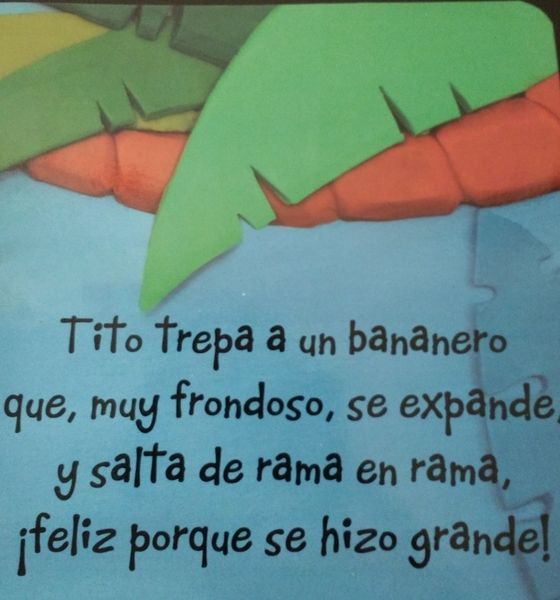 Tito trepa a un bananero
que, muy frondoso, se expande,
y salta de rama en rama,
¡feliz porque se hizo grande!